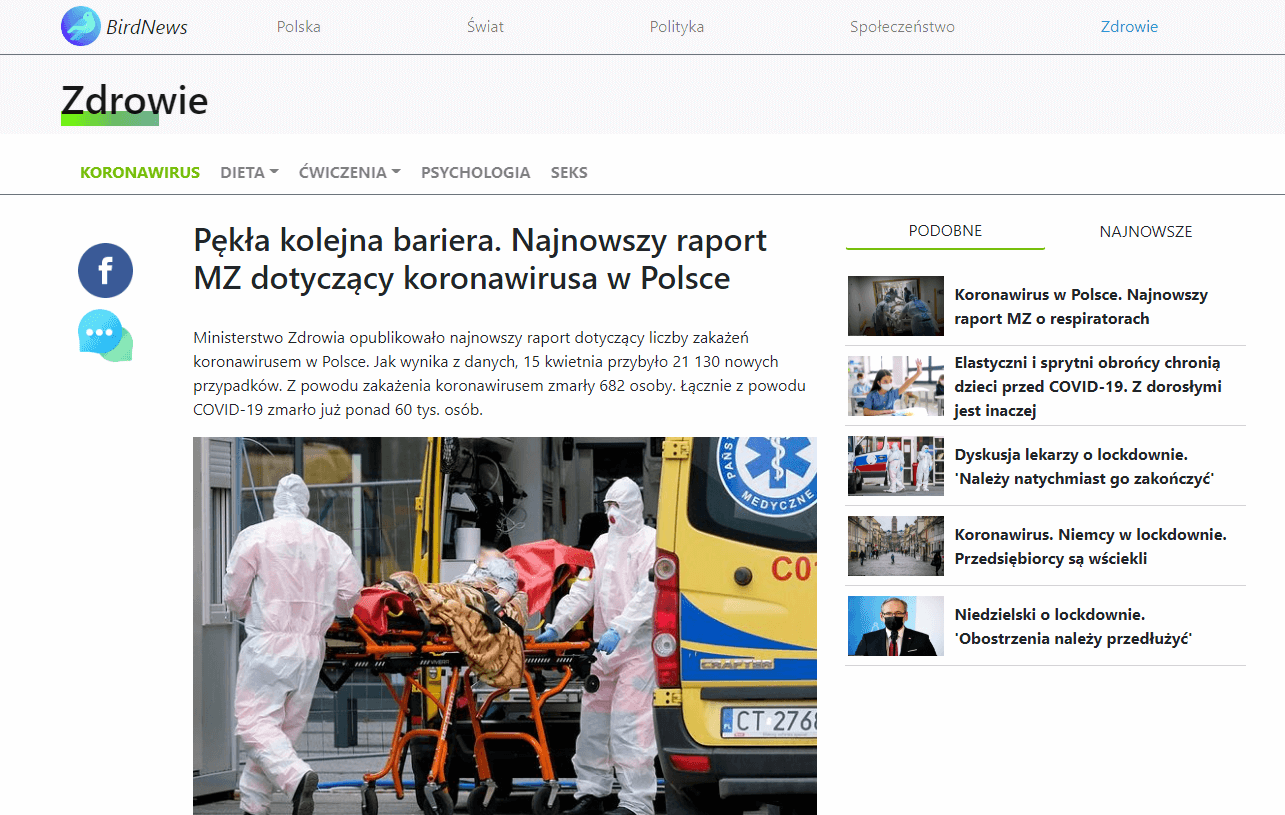 BirdNews
Polska
Świat
Polityka
Społeczeństwo
Zdrowie
Zdrowie
KORONAWIRUS
DIETA
ĆWICZENIA
PSYCHOLOGIA
SEKS
Pękła kolejna bariera. Najnowszy raport
MZ dotyczący koronawirusa w Polsce
Ministerstwo Zdrowia opublikowało najnowszy raport dotyczący liczby zakażeń
koronawirusem w Polsce. Jak wynika z danych, 15 kwietnia przybyło 21 130 nowych
przypadków. Z powodu zakażenia koronawirusem zmarły 682 osoby. Łącznie z powodu
COVID-19 zmarło już ponad 60 tys. osób.
MEDYCZNE
C0
CRAFTER
CT 2768
PODOBNE
NAJNOWSZE
Koronawirus w Polsce. Najnowszy
raport MZ o respiratorach
Elastyczni i sprytni obrońcy chronią
dzieci przed COVID-19. Z dorosłymi
jest inaczej
Dyskusja lekarzy o lockdownie.
'Należy natychmiast go zakończyć'
Koronawirus. Niemcy w lockdownie.
Przedsiębiorcy są wściekli
Niedzielski o lockdownie.
'Obostrzenia należy przedłużyć'